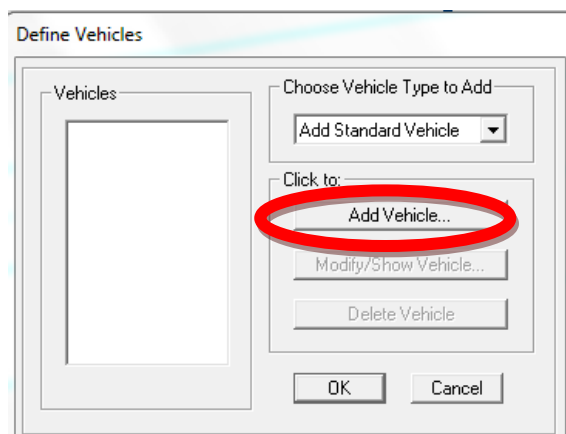 Define Vehicles
Vehicles
Choose Vehicle Type to Add
Add Standard Vehicle
Click to:
Add Vehicle...
Modify/Show Vehicle...
Delete Vehicle
OK
Cancel